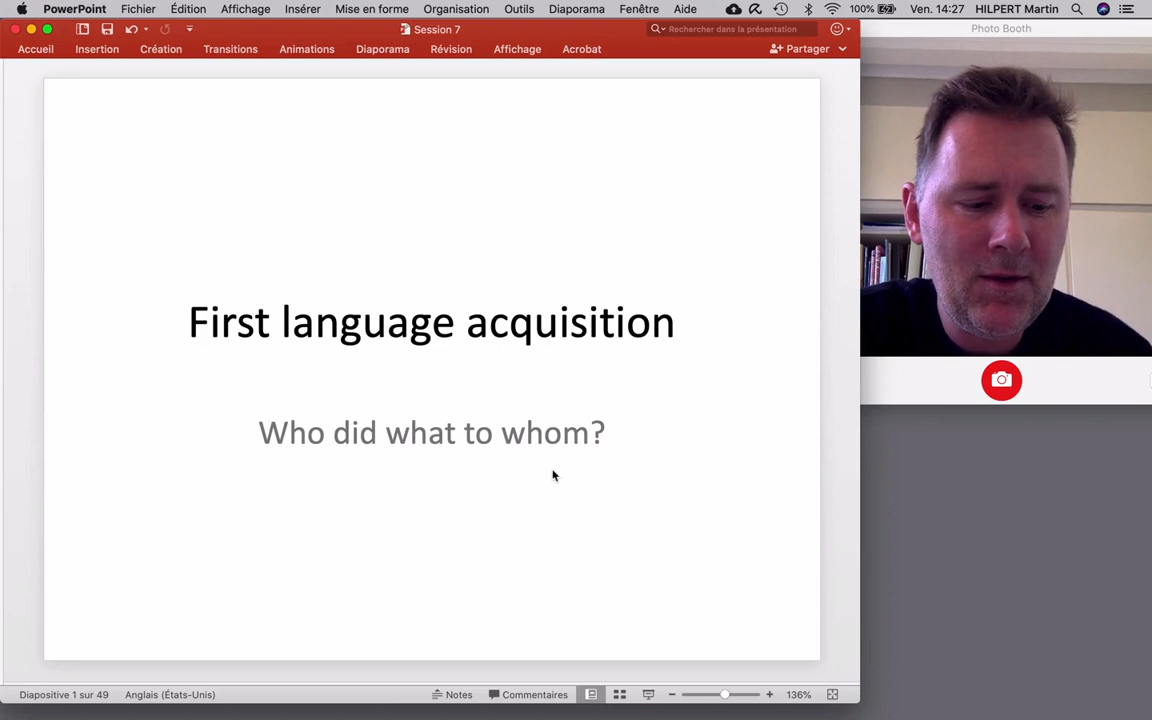 PowerPoint Fichier Édition Affichage Insérer Mise en forme Organisation Outils Diaporama Fenêtre Aide 100% Ven. 14:27 HILPERT Martin
Session 7
Rechercher dans la présentation
Photo Booth
Accueil Insertion Création Transitions Animations Diaporama Révision Affichage Acrobat Partager
First language acquisition
Who did what to whom?
Diapositive 1 sur 49 Anglais (États-Unis) Notes Commentaires 136%